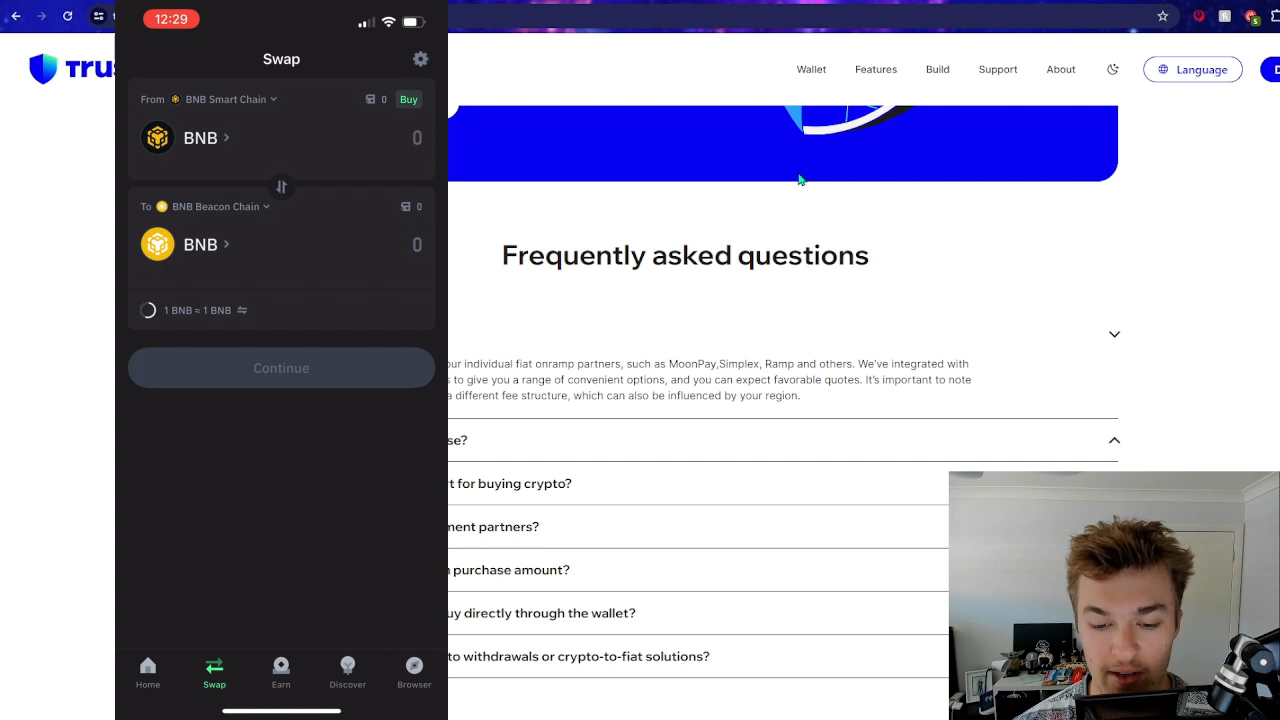 12:29
Swap
From BNB Smart Chain 0 Buy
BNB 0
To BNB Beacon Chain 0
BNB 0
1 BNB ≈ 1 BNB
Continue
Home Swap Earn Discover Browser
Wallet Features Build Support About Language
Frequently asked questions
our individual fiat onramp partners, such as MoonPay,Simplex, Ramp and others. We've integrated with
s to give you a range of convenient options, and you can expect favorable quotes. It's important to note
a different fee structure, which can also be influenced by your region.
se?
t for buying crypto?
ment partners?
n purchase amount?
uy directly through the wallet?
to withdrawals or crypto-to-fiat solutions?